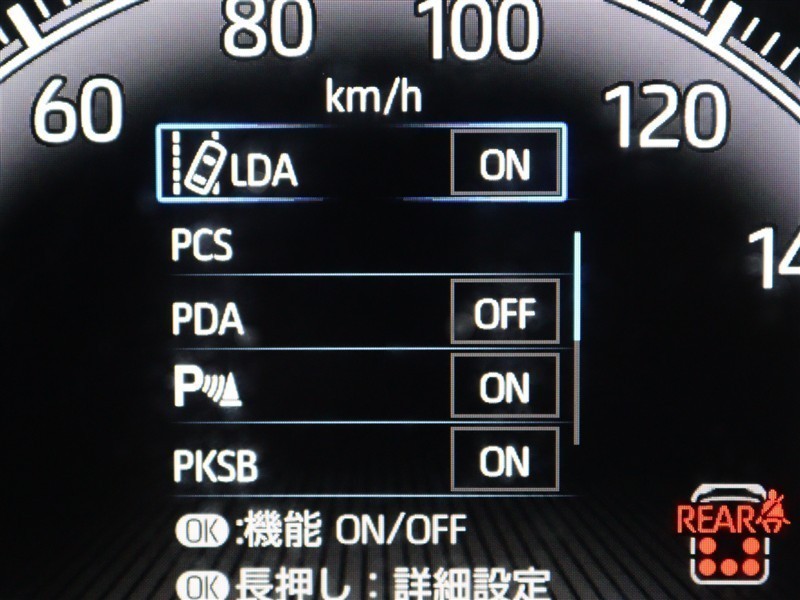 80 100
60 km/h 120
LDA ON
14
PCS
PDA OFF
P ON
PKSB ON
OK:機能 ON/OFF
REAR
OK長押し：詳細設定